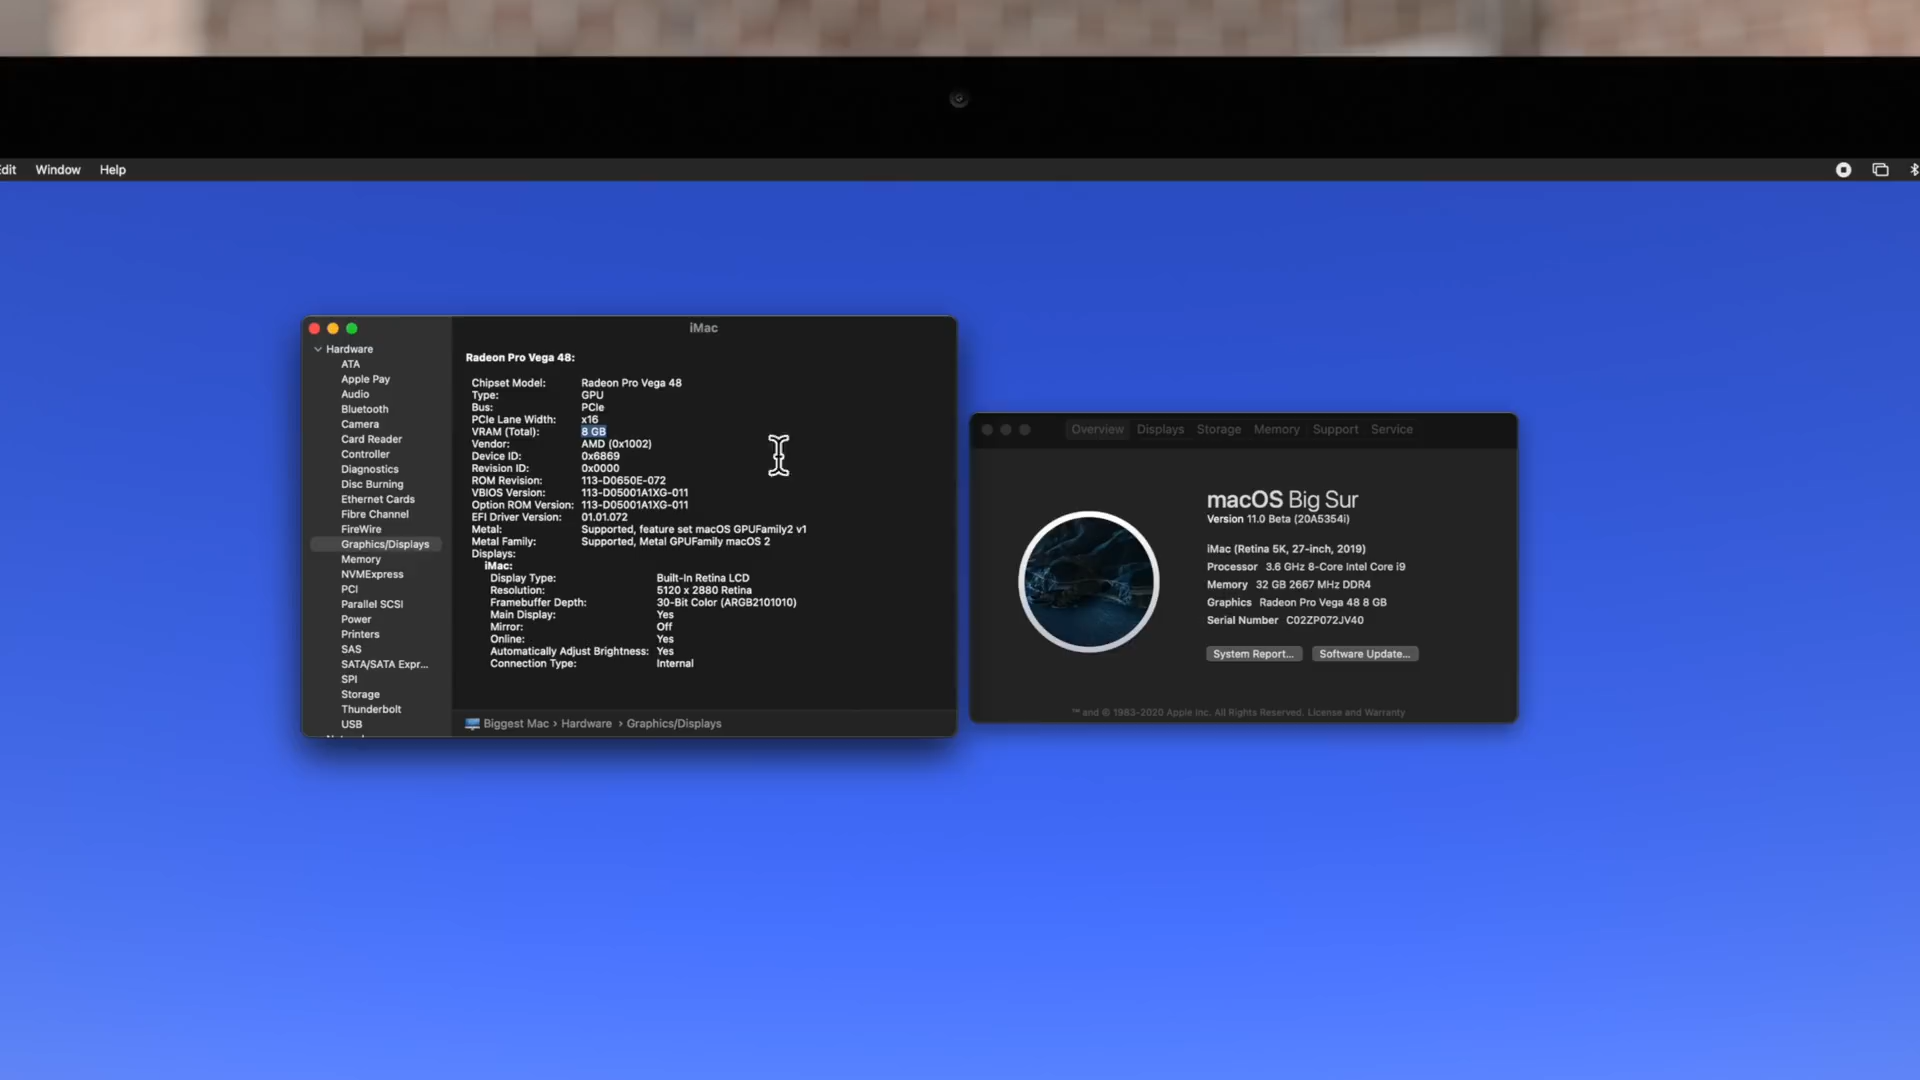 Edit Window Help
iMac
Hardware
ATA
Apple Pay
Audio
Bluetooth
Camera
Card Reader
Controller
Diagnostics
Disc Burning
Ethernet Cards
Fibre Channel
FireWire
Graphics/Displays
Memory
NVMExpress
PCI
Parallel SCSI
Power
Printers
SAS
SATA/SATA Expr...
SPI
Storage
Thunderbolt
USB
Radeon Pro Vega 48:
Chipset Model: Radeon Pro Vega 48
Type: GPU
Bus: PCIe
PCIe Lane Width: x16
VRAM (Total): 8 GB
Vendor: AMD (0x1002)
Device ID: 0x6869
Revision ID: 0x0000
ROM Revision: 113-D0650E-072
VBIOS Version: 113-D05001A1XG-011
Option ROM Version: 113-D05001A1XG-011
EFI Driver Version: 01.01.072
Metal: Supported, feature set macOS GPUFamily2 v1
Metal Family: Supported, Metal GPUFamily macOS 2
Displays:
iMac:
Display Type: Built-In Retina LCD
Resolution: 5120 x 2880 Retina
Framebuffer Depth: 30-Bit Color (ARGB2101010)
Main Display: Yes
Mirror: Off
Online: Yes
Automatically Adjust Brightness: Yes
Connection Type: Internal
Biggest Mac › Hardware › Graphics/Displays
Overview Displays Storage Memory Support Service
macOS Big Sur
Version 11.0 Beta (20A5354i)
iMac (Retina 5K, 27-inch, 2019)
Processor 3.6 GHz 8-Core Intel Core i9
Memory 32 GB 2667 MHz DDR4
Graphics Radeon Pro Vega 48 8 GB
Serial Number C02ZP072JV40
System Report... Software Update...
™ and © 1983-2020 Apple Inc. All Rights Reserved. License and Warranty